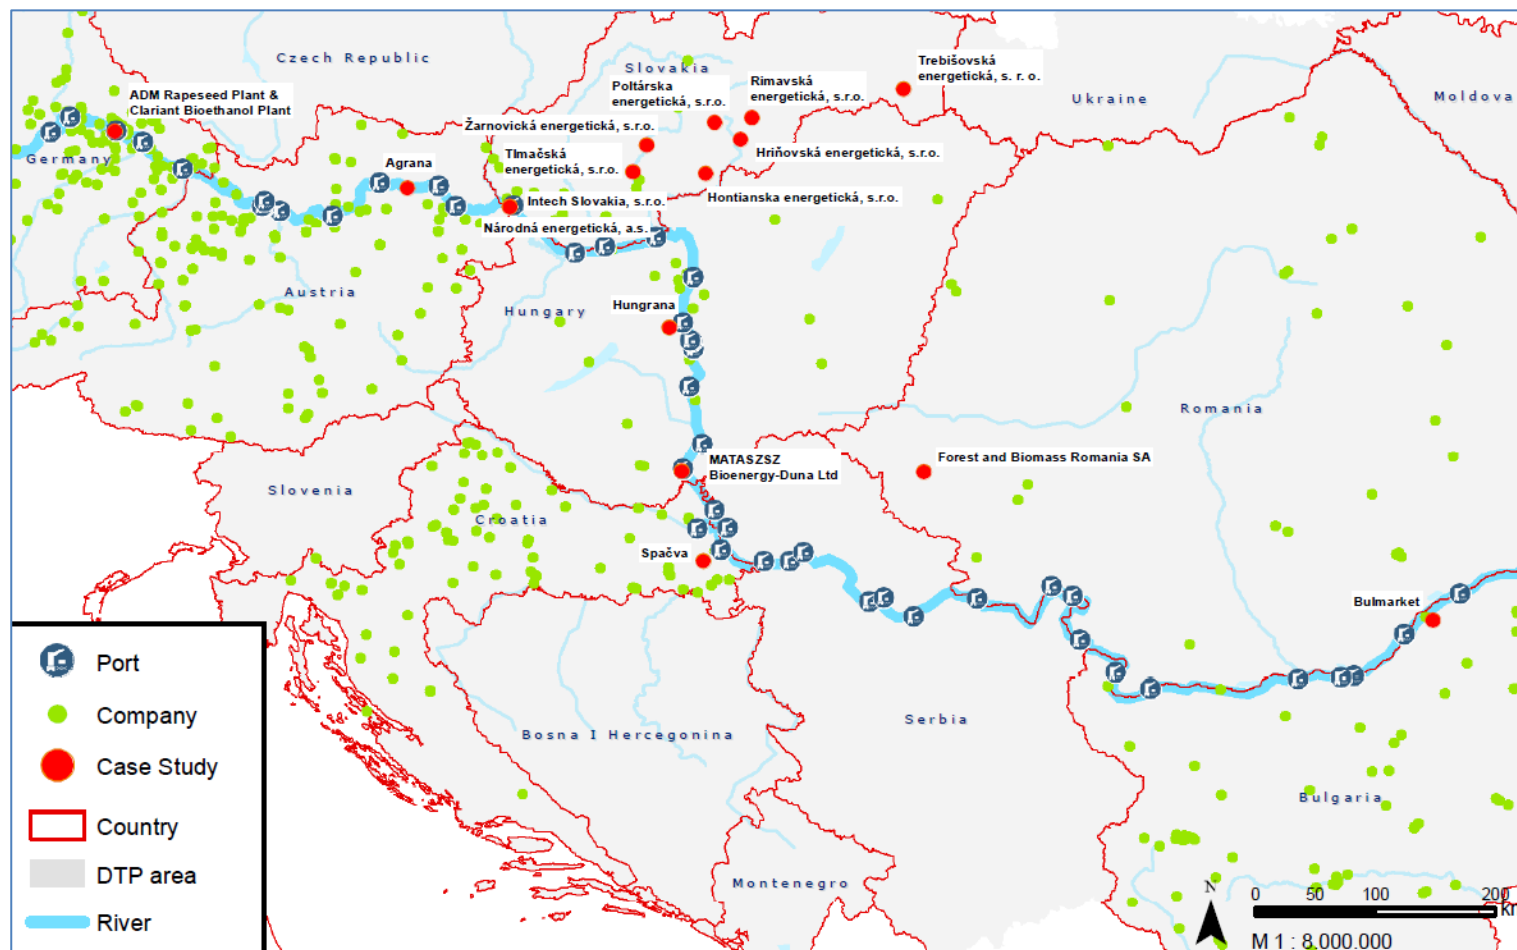 Czech Republic
Slovakia
Trebišovská
energetická, s. r. o.
Ukraine
Moldova
ADM Rapeseed Plant &
Clariant Bioethanol Plant
Poltárska
energetická, s.r.o.
Rimavská
energetická, s.r.o.
Germany
Žarnovická energetická, s.r.o.
Hriňovská energetická, s.r.o.
Agrana
Tlmačská
energetická, s.r.o.
Hontianska energetická, s.r.o.
Intech Slovakia, s.r.o.
Národná energetická, a.s.
Austria
Hungary
Hungrana
Romania
MATASZSZ
Bioenergy-Duna Ltd
Forest and Biomass Romania SA
Slovenia
Croatia
Spačva
Bulmarket
Serbia
Bosna I Hercegonina
Bulgaria
Montenegro
Port
Company
Case Study
Country
DTP area
River
N
0 50 100 200
km
M 1 : 8.000.000